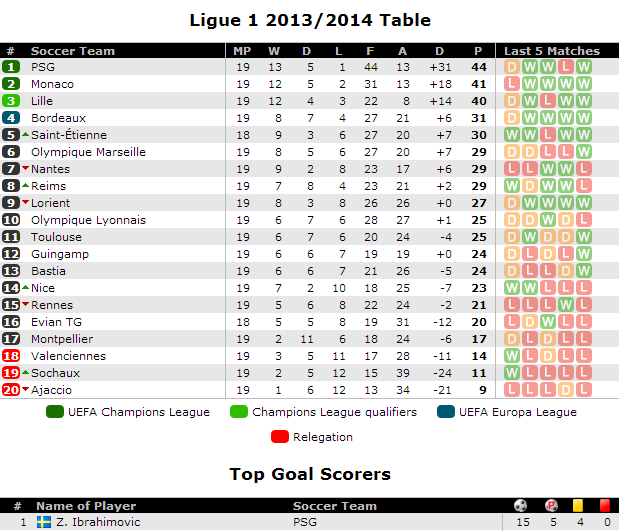 Ligue 1 2013/2014 Table
# Soccer Team MP W D L F A D P Last 5 Matches
1 PSG 19 13 5 1 44 13 +31 44 D W W L W
2 Monaco 19 12 5 2 31 13 +18 41 L W W W W
3 Lille 19 12 4 3 22 8 +14 40 D W L W W
4 Bordeaux 19 8 7 4 27 21 +6 31 D W W W W
5 Saint-Étienne 18 9 3 6 27 20 +7 30 W W L W W
6 Olympique Marseille 19 8 5 6 27 20 +7 29 D D L L W
7 Nantes 19 9 2 8 23 17 +6 29 L L W W L
8 Reims 19 7 8 4 23 21 +2 29 W D W W L
9 Lorient 19 8 3 8 26 26 +0 27 D W W W W
10 Olympique Lyonnais 19 6 7 6 28 27 +1 25 D D W D L
11 Toulouse 19 6 7 6 20 24 -4 25 D W D D W
12 Guingamp 19 6 6 7 19 19 +0 24 D L D L W
13 Bastia 19 6 6 7 21 26 -5 24 D L L D W
14 Nice 19 7 2 10 18 25 -7 23 W W L L L
15 Rennes 19 5 6 8 22 24 -2 21 L L L W L
16 Evian TG 18 5 5 8 19 31 -12 20 L D W L L
17 Montpellier 19 2 11 6 18 24 -6 17 D L D L L
18 Valenciennes 19 3 5 11 17 28 -11 14 W L D L L
19 Sochaux 19 2 5 12 15 39 -24 11 W L L L L
20 Ajaccio 19 1 6 12 13 34 -21 9 L L L D L
UEFA Champions League Champions League qualifiers UEFA Europa League
Relegation
Top Goal Scorers
# Name of Player Soccer Team
1 Z. Ibrahimovic PSG 15 5 4 0